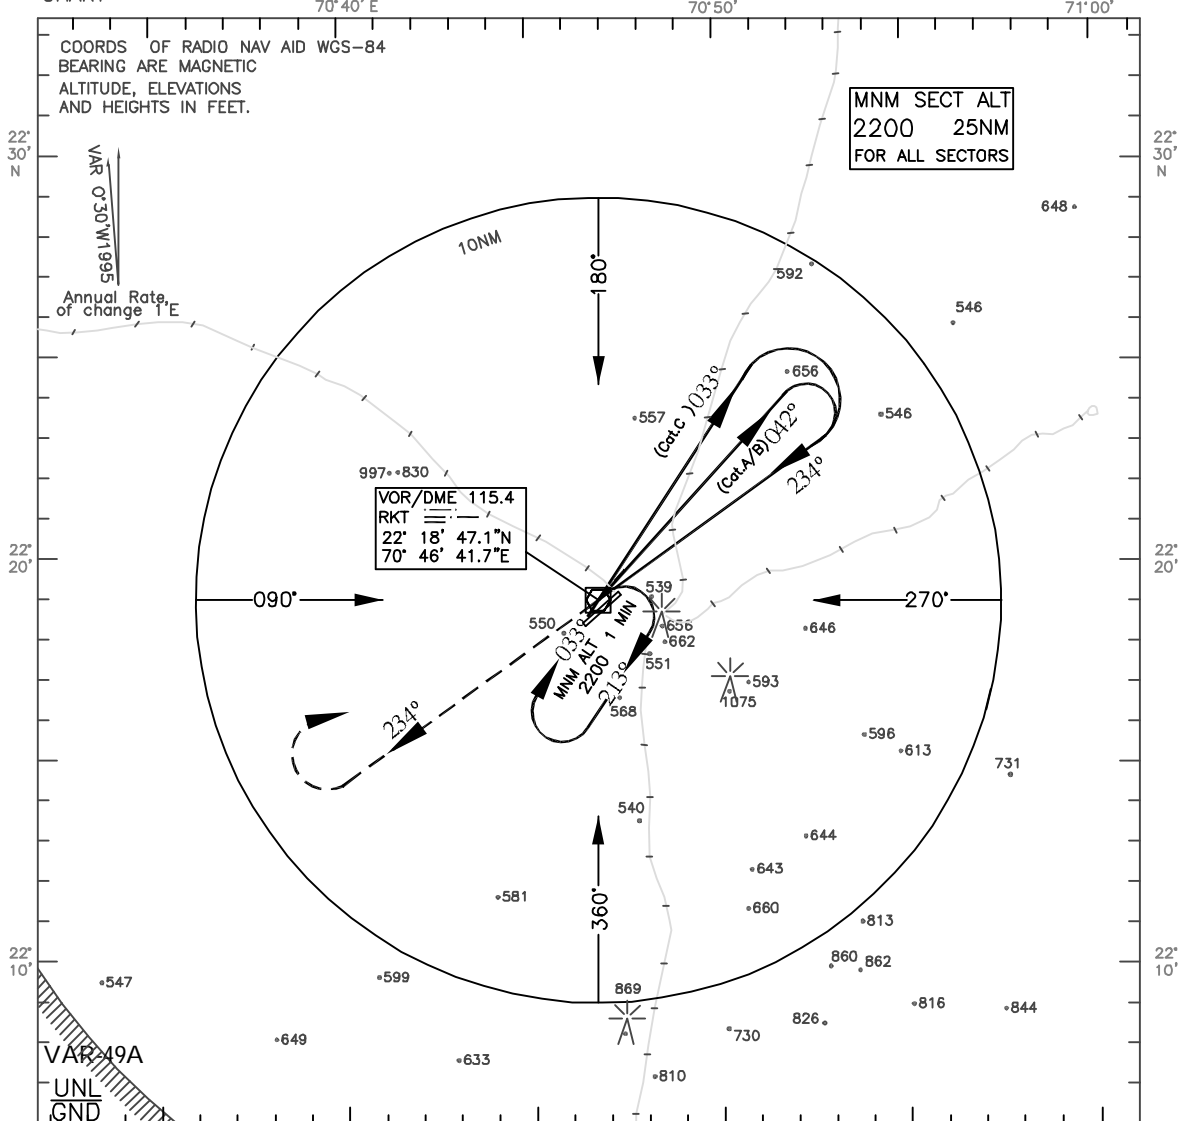 70°40' E
70°50'
71°00'
COORDS OF RADIO NAV AID WGS-84
BEARING ARE MAGNETIC
ALTITUDE, ELEVATIONS
AND HEIGHTS IN FEET.
MNM SECT ALT
2200 25NM
FOR ALL SECTORS
22°
30'
N
22°
30'
N
VAR 0°30'W1995
Annual Rate
of change 1'E
648
10NM
180°
592
546
656
(Cat.C )033°
557
546
(Cat.A/B)042°
234°
997
830
VOR/DME 115.4
RKT
22° 18' 47.1"N
70° 46' 41.7"E
22°
20'
22°
20'
090°
270°
539
550
656
646
662
551
033°
MNM ALT
2200 1 MIN
213°
593
1075
568
234°
596
613
731
540
644
643
581
660
360°
813
860
862
22°
10'
22°
10'
547
599
869
816
844
826
730
649
633
810
VAR-49A
UNL
GND